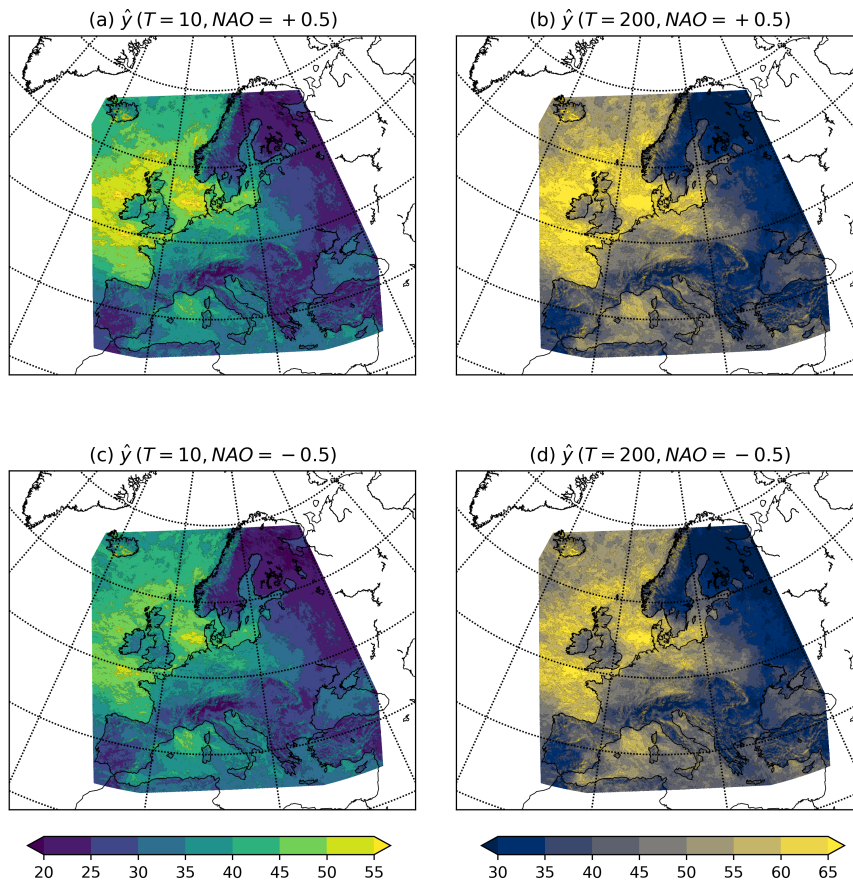 (a) ŷ (T = 10, NAO = + 0.5)
(b) ŷ (T = 200, NAO = + 0.5)
(c) ŷ (T = 10, NAO = − 0.5)
(d) ŷ (T = 200, NAO = − 0.5)
20 25 30 35 40 45 50 55
30 35 40 45 50 55 60 65